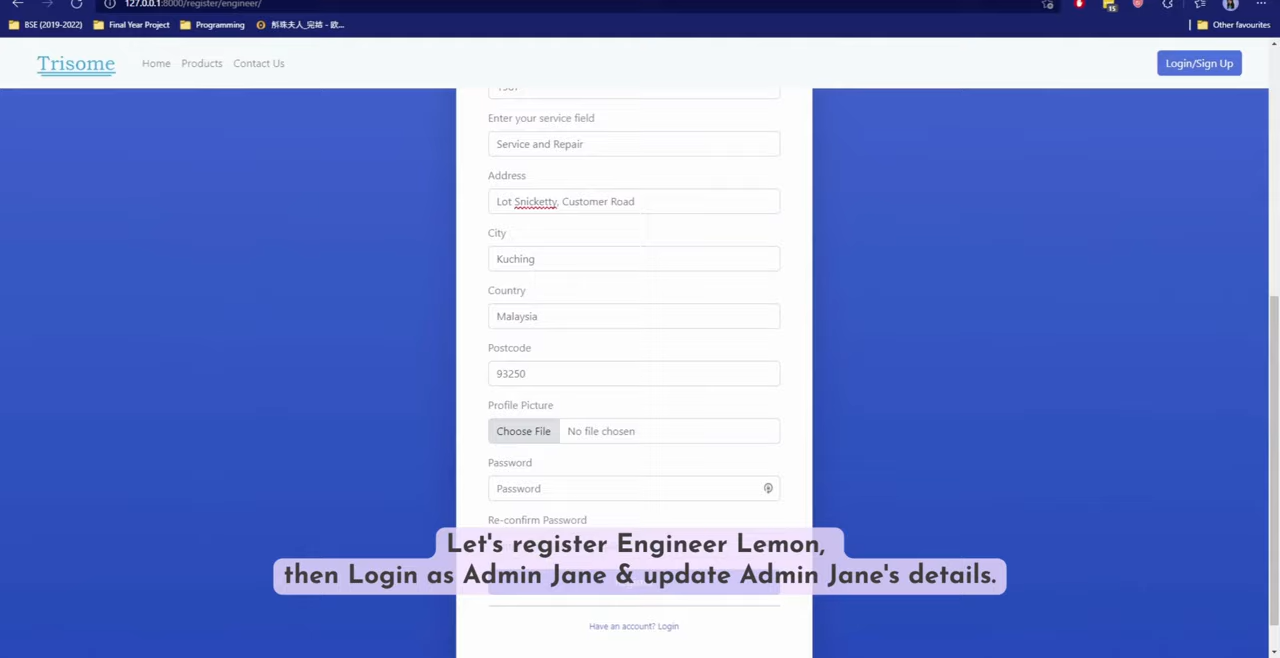 127.0.0.1:8000/register/engineer/
BSE (2019-2022) Final Year Project Programming Other favourites
Trisome Home Products Contact Us Login/Sign Up
Enter your service field
Service and Repair
Address
Lot Snicketty, Customer Road
City
Kuching
Country
Malaysia
Postcode
93250
Profile Picture
Choose File No file chosen
Password
Password
Re-confirm Password
Let's register Engineer Lemon,
then Login as Admin Jane & update Admin Jane's details.
Have an account? Login